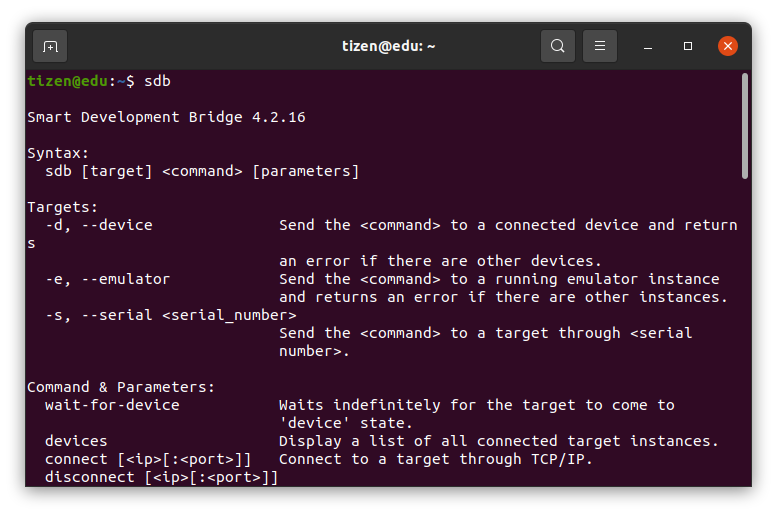 tizen@edu: ~
tizen@edu:~$ sdb
Smart Development Bridge 4.2.16
Syntax:
  sdb [target] <command> [parameters]
Targets:
  -d, --device              Send the <command> to a connected device and return
s
                            an error if there are other devices.
  -e, --emulator            Send the <command> to a running emulator instance
                            and returns an error if there are other instances.
  -s, --serial <serial_number>
                            Send the <command> to a target through <serial
                            number>.
Command & Parameters:
  wait-for-device           Waits indefinitely for the target to come to
                            'device' state.
  devices                   Display a list of all connected target instances.
  connect [<ip>[:<port>]]   Connect to a target through TCP/IP.
  disconnect [<ip>[:<port>]]